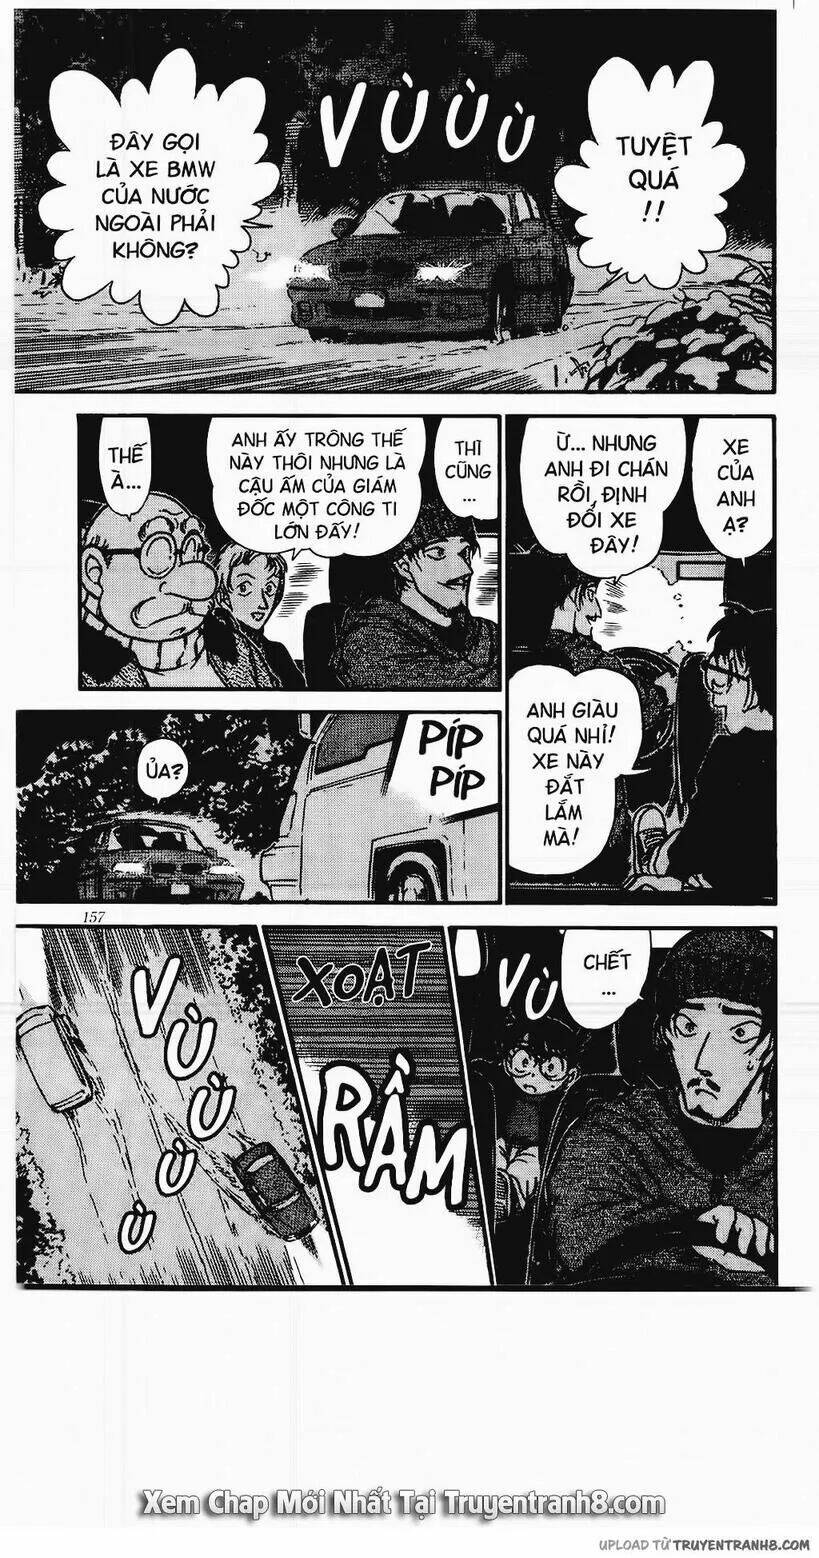 TUYỆT
QUÁ
!!
VÙÙÙ
ĐÂY GỌI
LÀ XE BMW
CỦA NƯỚC
NGOÀI PHẢI
KHÔNG?
XE
CỦA
ANH
Ạ?
Ừ... NHƯNG
ANH ĐI CHÁN
RỒI, ĐỊNH
ĐỔI XE
ĐÂY!
ANH GIÀU
QUÁ NHỈ!
XE NÀY
ĐẮT
LẮM
MÀ!
THÌ
CŨNG
...
ANH ẤY TRÔNG THẾ
NÀY THÔI NHƯNG LÀ
CẬU ẤM CỦA GIÁM
ĐỐC MỘT CÔNG TI
LỚN ĐẤY!
THẾ
À...
PÍP
PÍP
ỦA?
157
CHẾT
...
VÙ
XOẠT
RẦM
VÙÙÙÙÙ
Xem Chap Mới Nhất Tại Truyentranh8.com
UPLOAD TỪ TRUYENTRANH8.COM